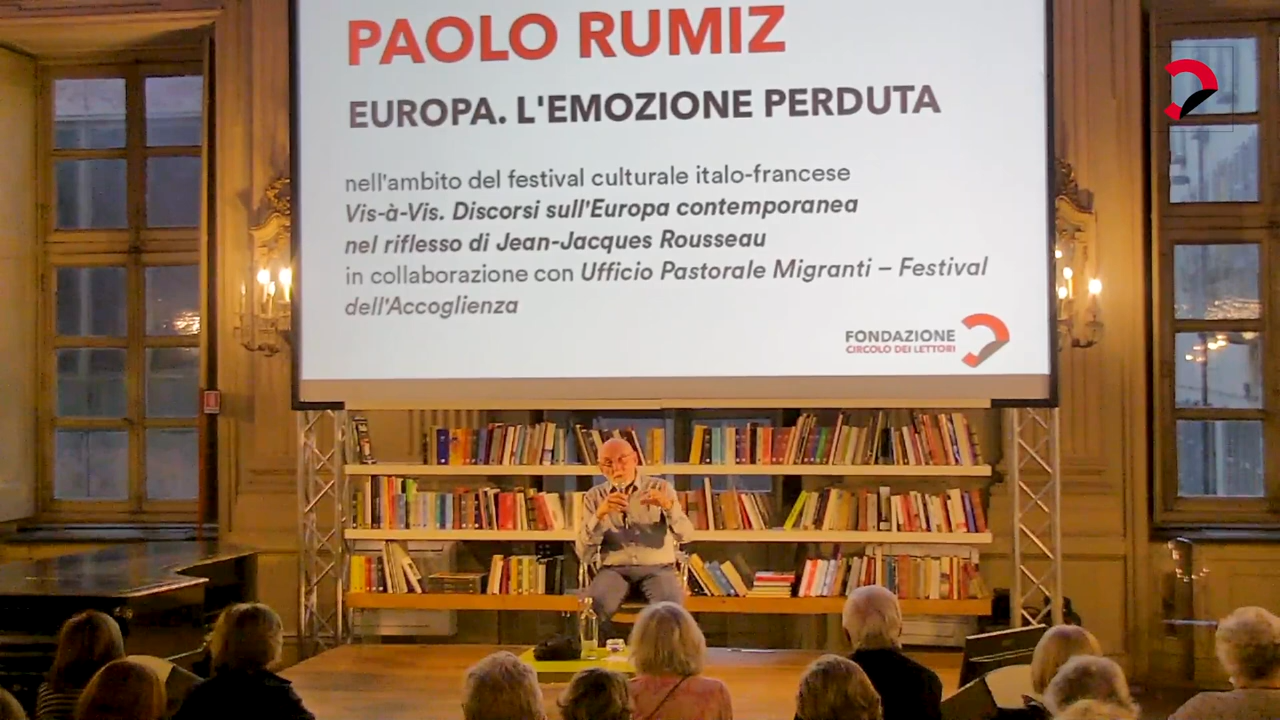 PAOLO RUMIZ
EUROPA. L'EMOZIONE PERDUTA
nell'ambito del festival culturale italo-francese
Vis-à-Vis. Discorsi sull'Europa contemporanea
nel riflesso di Jean-Jacques Rousseau
in collaborazione con Ufficio Pastorale Migranti – Festival
dell'Accoglienza
FONDAZIONE
CIRCOLO DEI LETTORI